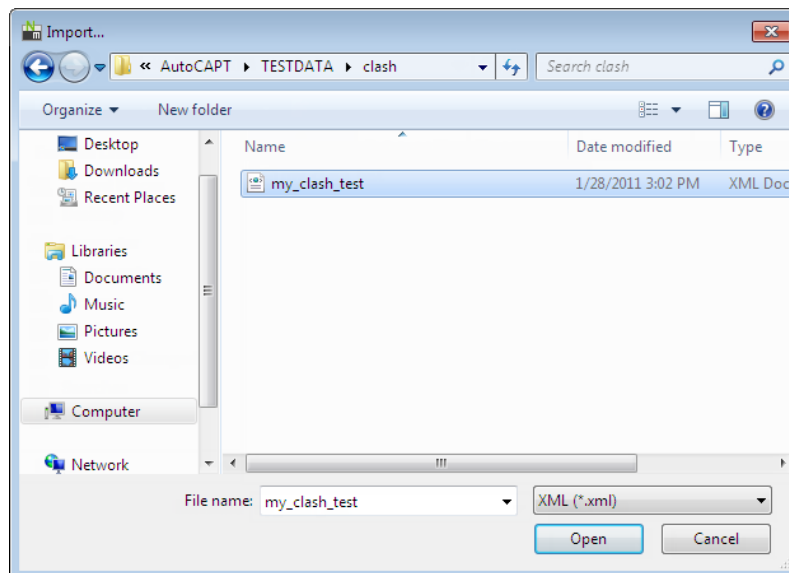 Import...
« AutoCAPT TESTDATA clash Search clash
Organize New folder
Desktop
Downloads
Recent Places
Libraries
Documents
Music
Pictures
Videos
Computer
Network
Name Date modified Type
my_clash_test 1/28/2011 3:02 PM XML Doc
File name: my_clash_test XML (*.xml)
Open Cancel